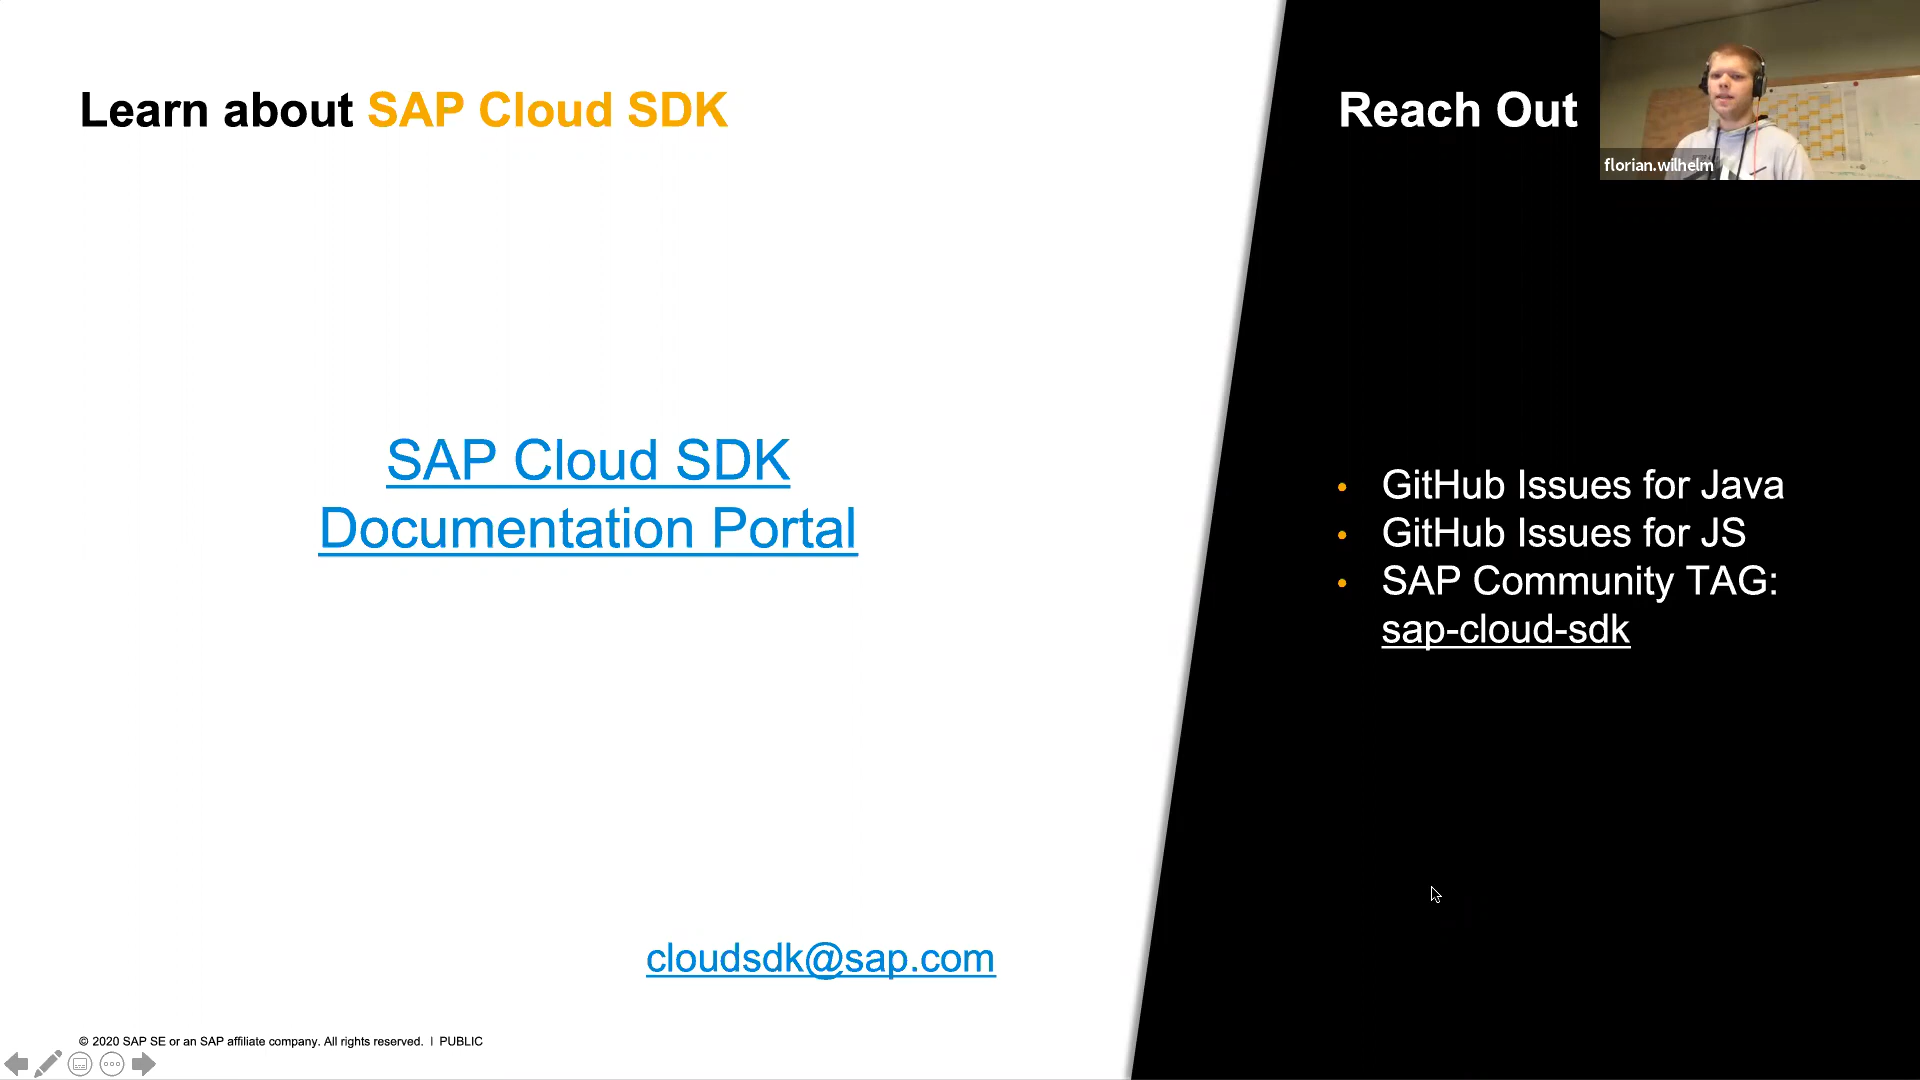 Learn about SAP Cloud SDK
SAP Cloud SDK
Documentation Portal
cloudsdk@sap.com
© 2020 SAP SE or an SAP affiliate company. All rights reserved. | PUBLIC
Reach Out
florian.wilhelm
• GitHub Issues for Java
• GitHub Issues for JS
• SAP Community TAG:
sap-cloud-sdk